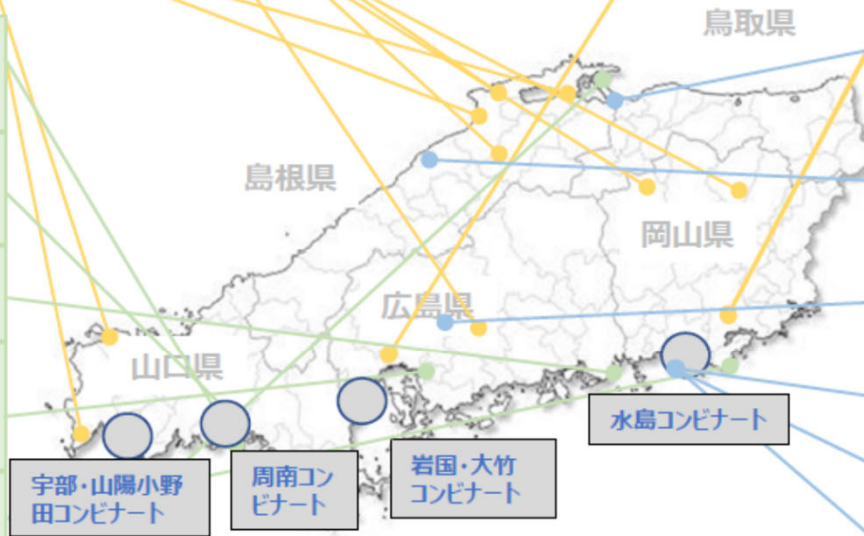 鳥取県
島根県
岡山県
広島県
山口県
水島コンビナート
岩国・大竹
コンビナート
周南コン
ビナート
宇部・山陽小野
田コンビナート